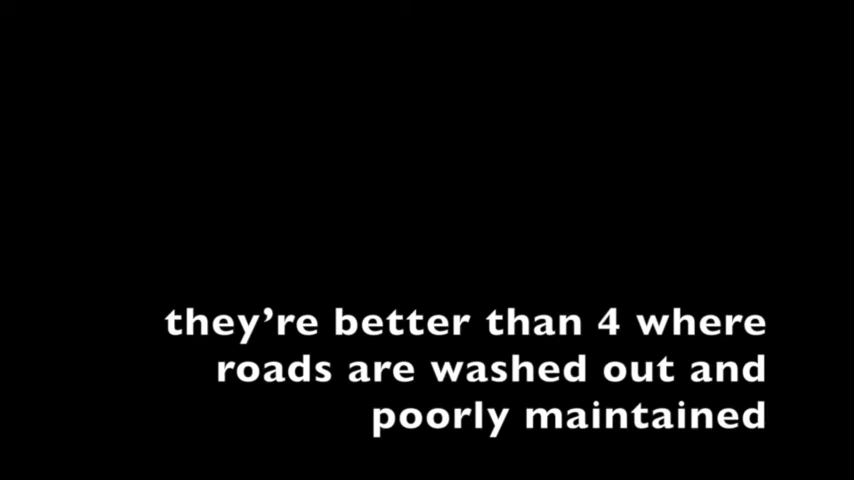 they’re better than 4 where
roads are washed out and
poorly maintained